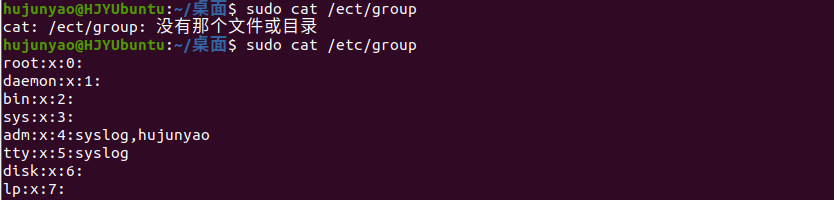 hujunyao@HJYUbuntu:~/桌面$ sudo cat /ect/group
cat: /ect/group: 没有那个文件或目录
hujunyao@HJYUbuntu:~/桌面$ sudo cat /etc/group
root:x:0:
daemon:x:1:
bin:x:2:
sys:x:3:
adm:x:4:syslog,hujunyao
tty:x:5:syslog
disk:x:6:
lp:x:7: